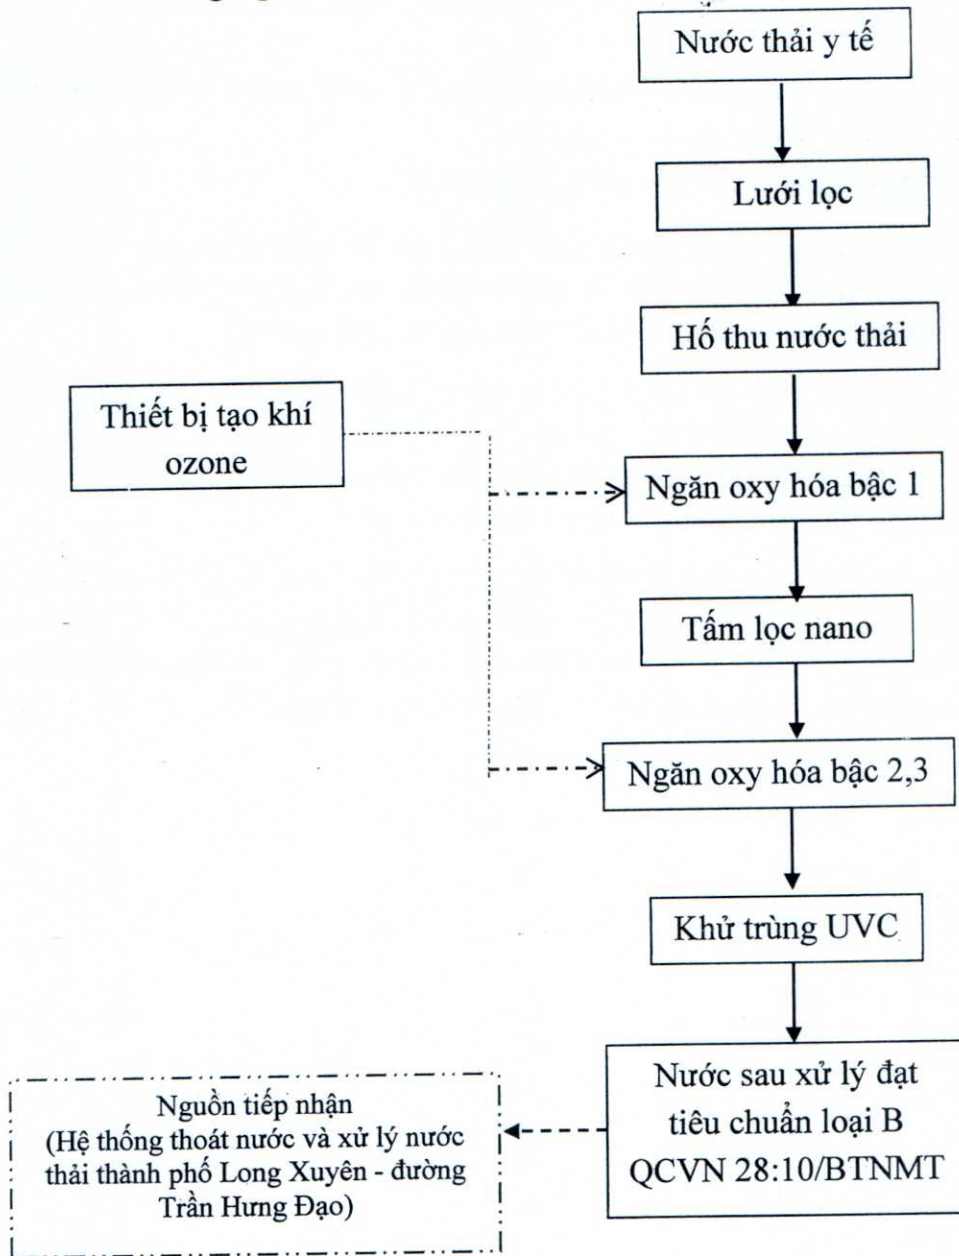 Nước thải y tế
Lưới lọc
Hố thu nước thải
Thiết bị tạo khí
ozone
Ngăn oxy hóa bậc 1
Tấm lọc nano
Ngăn oxy hóa bậc 2,3
Khử trùng UVC
Nước sau xử lý đạt
tiêu chuẩn loại B
QCVN 28:10/BTNMT
Nguồn tiếp nhận
(Hệ thống thoát nước và xử lý nước
thải thành phố Long Xuyên - đường
Trần Hưng Đạo)